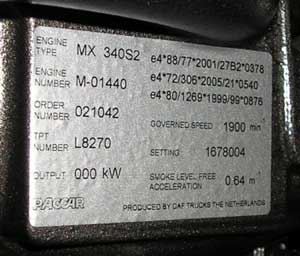 ENGINE TYPE MX 340S2 e4*88/77*2001/27B2*0378
ENGINE NUMBER M-01440 e4*72/306*2005/21*0540
e4*80/1269*1999/99*0876
ORDER NUMBER 021042 GOVERNED SPEED 1900 min⁻¹
TPT NUMBER L8270 SETTING 1678004
OUTPUT 000 kW SMOKE LEVEL FREE ACCELERATION 0.64 m⁻¹
PACCAR PRODUCED BY DAF TRUCKS THE NETHERLANDS